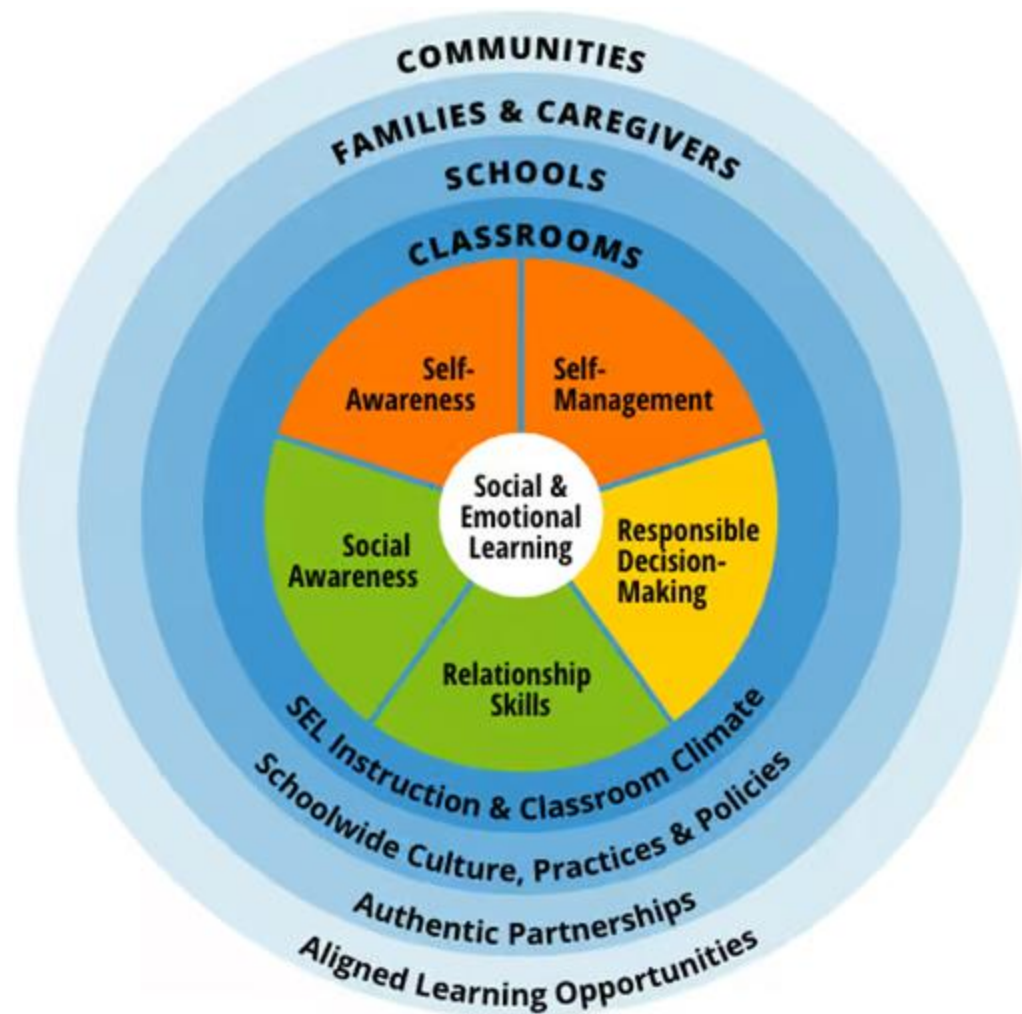 COMMUNITIES
FAMILIES & CAREGIVERS
SCHOOLS
CLASSROOMS
Self-
Awareness
Self-
Management
Social &
Emotional
Learning
Social
Awareness
Responsible
Decision-
Making
Relationship
Skills
SEL Instruction & Classroom Climate
Schoolwide Culture, Practices & Policies
Authentic Partnerships
Aligned Learning Opportunities